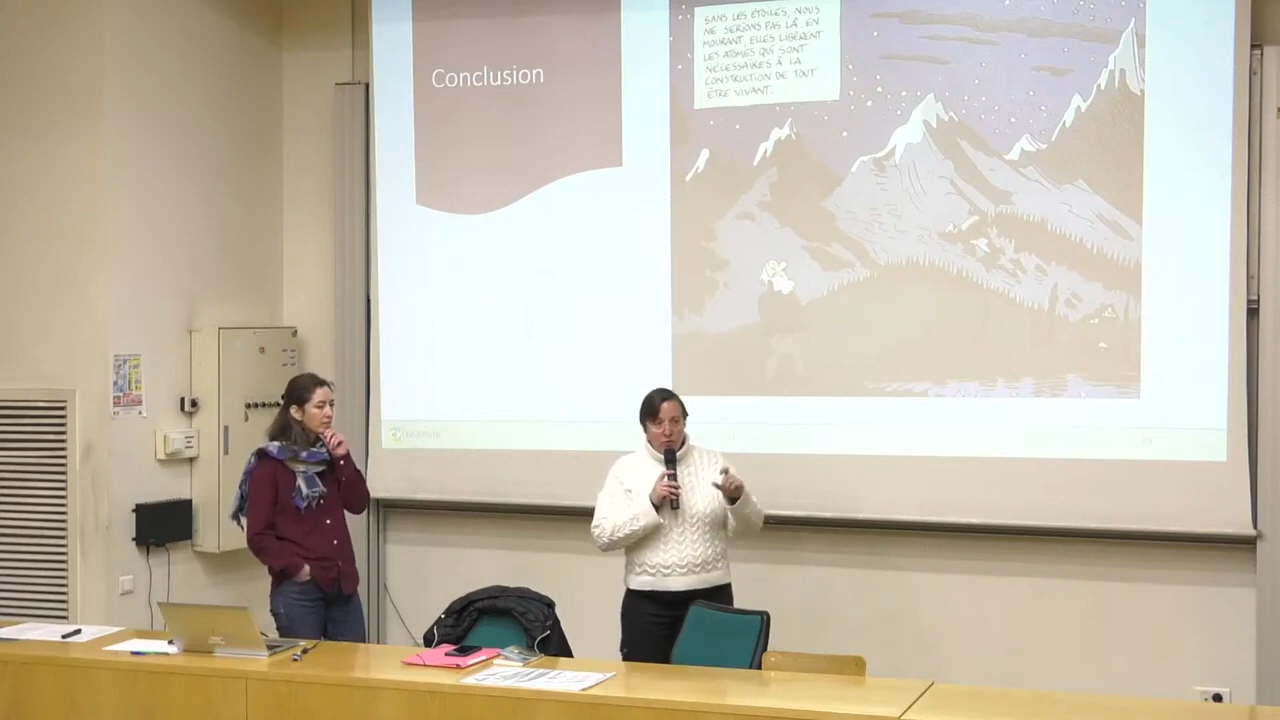 Conclusion
SANS LES ÉTOILES, NOUS
NE SERIONS PAS LÀ. EN
MOURANT, ELLES LIBÈRENT
LES ATOMES QUI SONT
NÉCESSAIRES À LA
CONSTRUCTION DE TOUT
ÊTRE VIVANT.